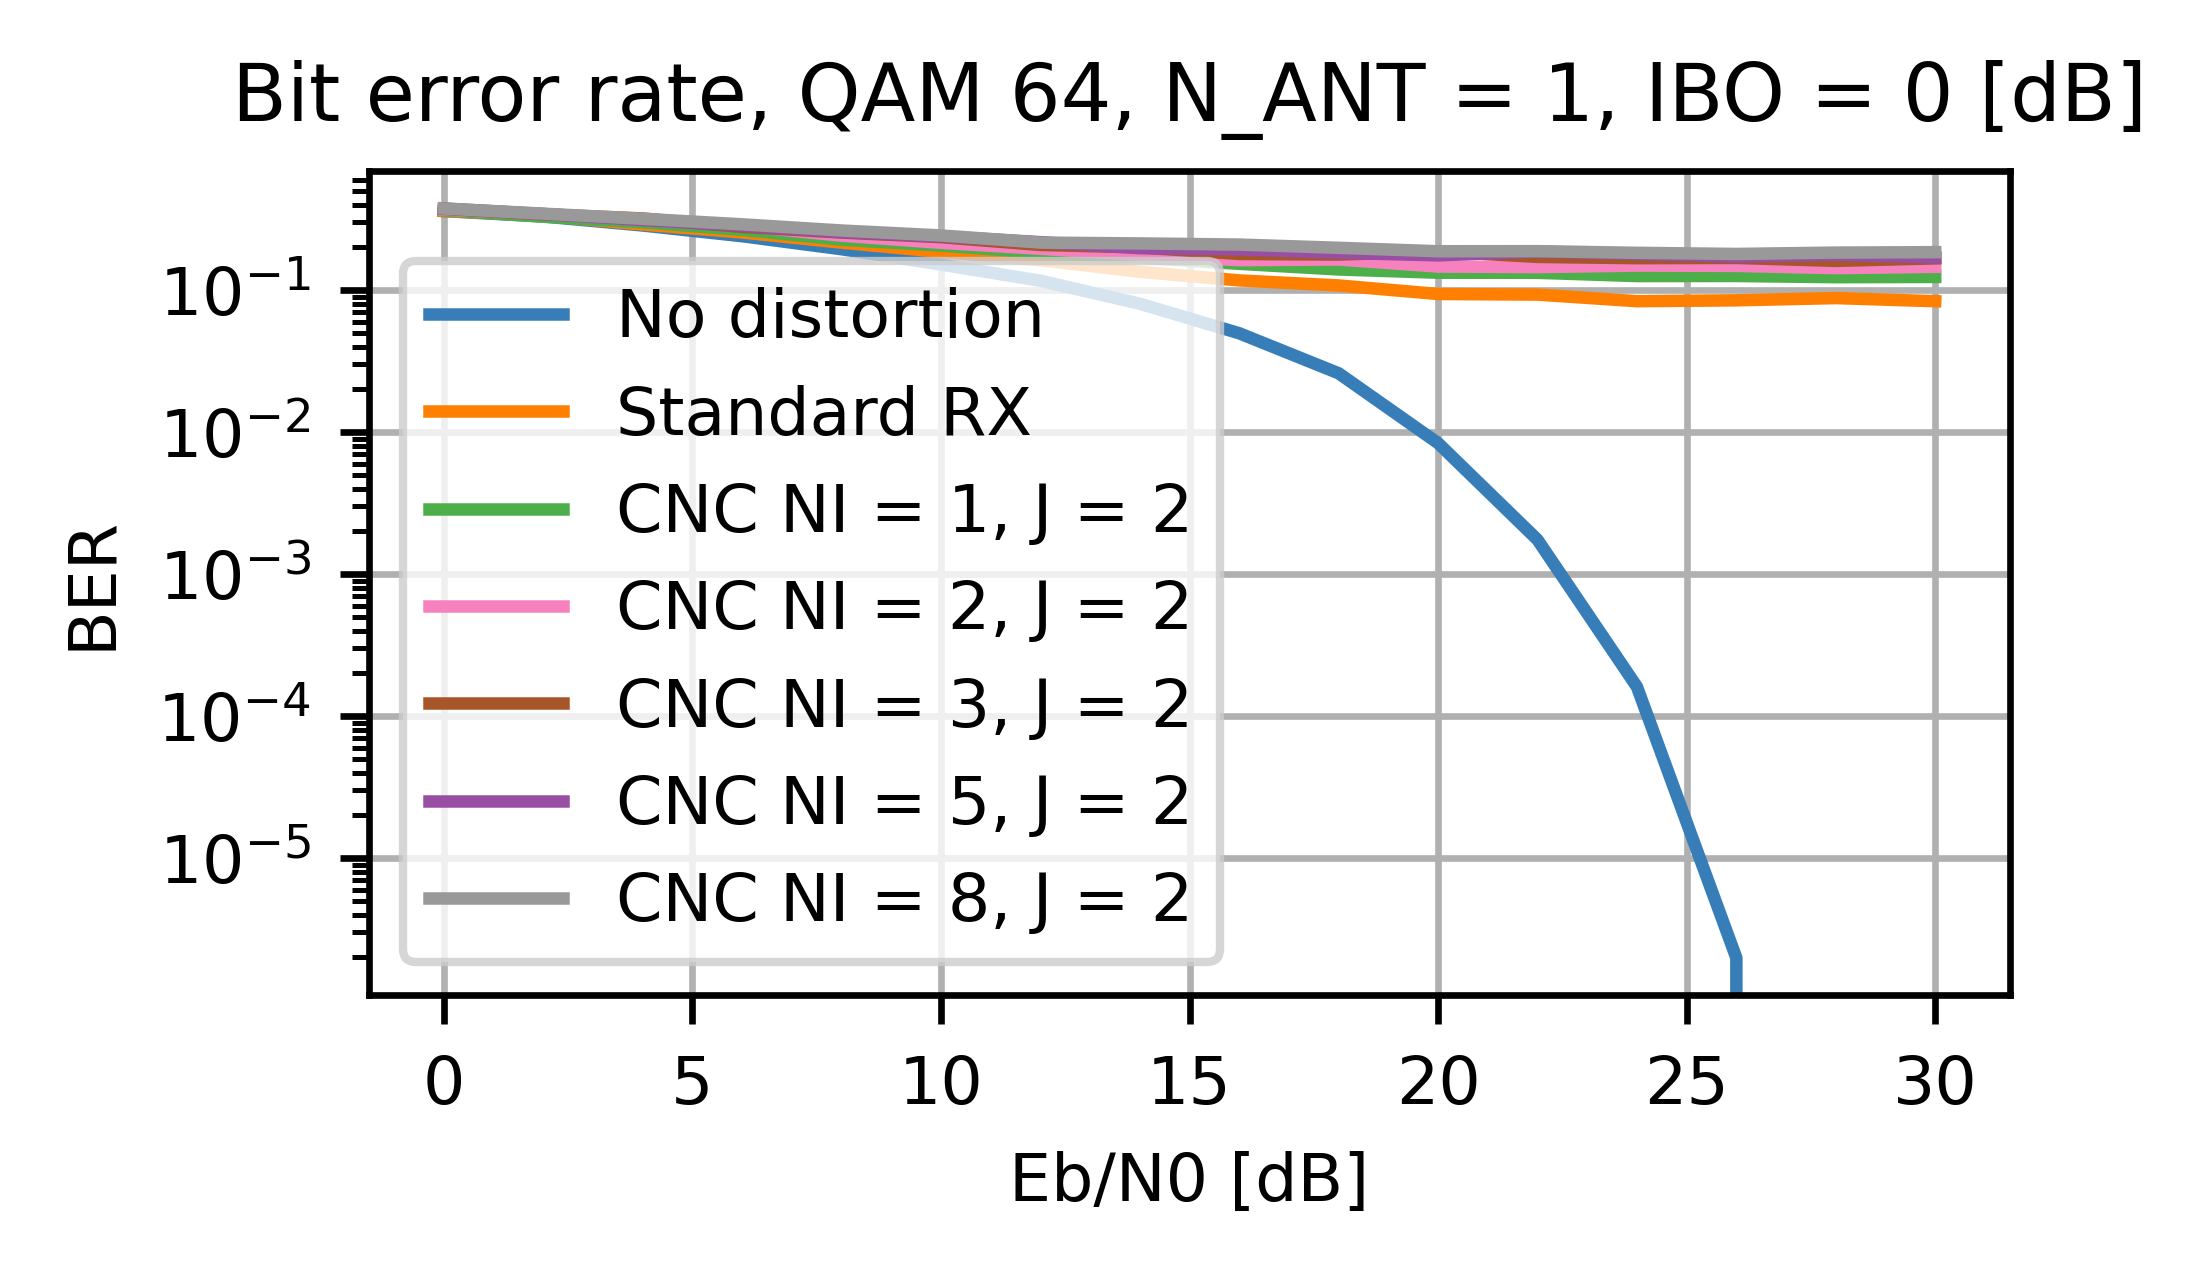 Bit error rate, QAM 64, N_ANT = 1, IBO = 0 [dB]
BER
10⁻¹
10⁻²
10⁻³
10⁻⁴
10⁻⁵
No distortion
Standard RX
CNC NI = 1, J = 2
CNC NI = 2, J = 2
CNC NI = 3, J = 2
CNC NI = 5, J = 2
CNC NI = 8, J = 2
0 5 10 15 20 25 30
Eb/N0 [dB]